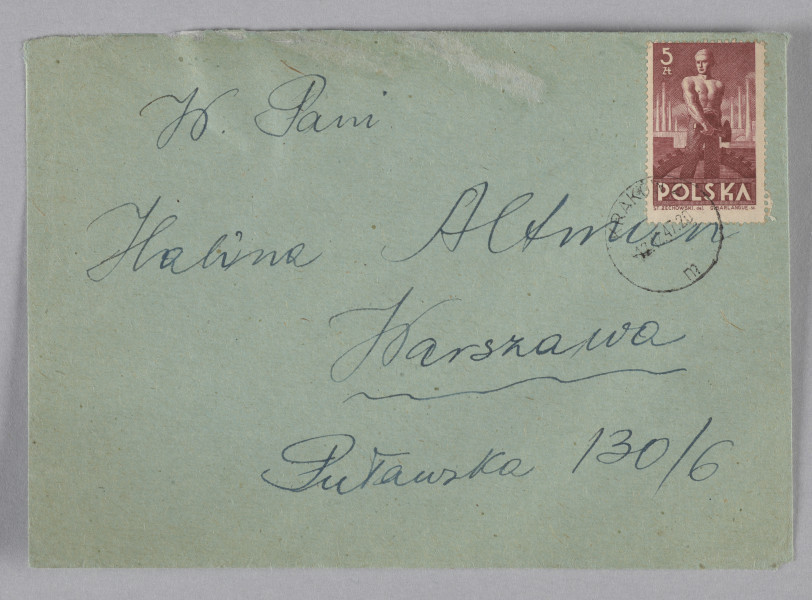 5
ZŁ
POLSKA
W. Pani
Halina Altman
Warszawa
Puławska 130/6